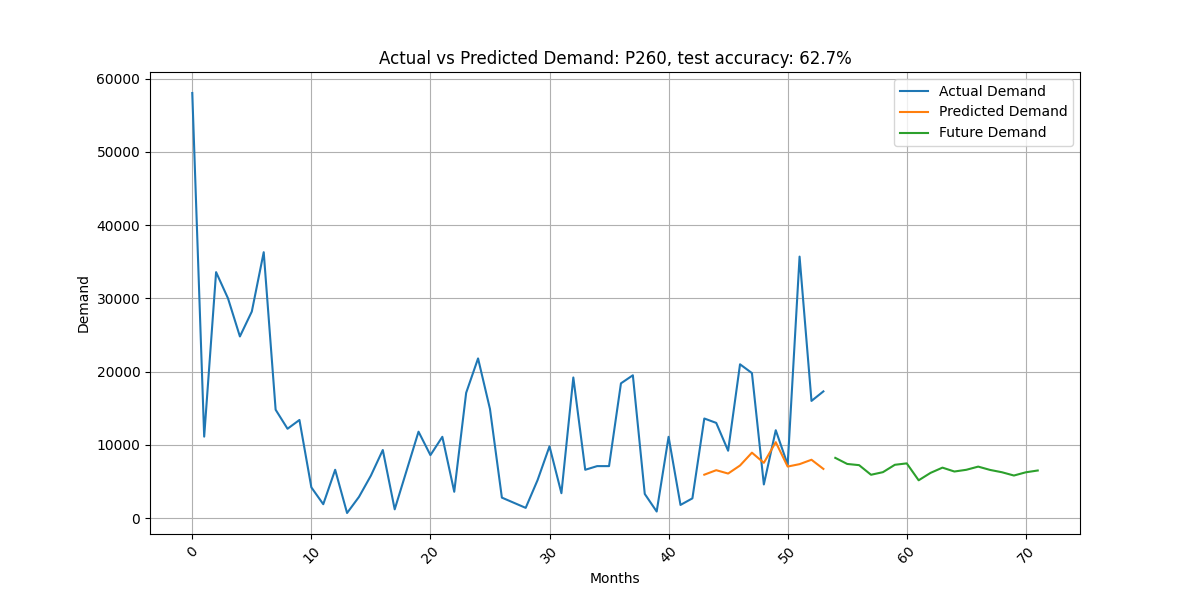 Actual vs Predicted Demand: P260, test accuracy: 62.7%
60000
50000
40000
30000
20000
10000
0
Demand
Actual Demand
Predicted Demand
Future Demand
0
10
20
30
40
50
60
70
Months